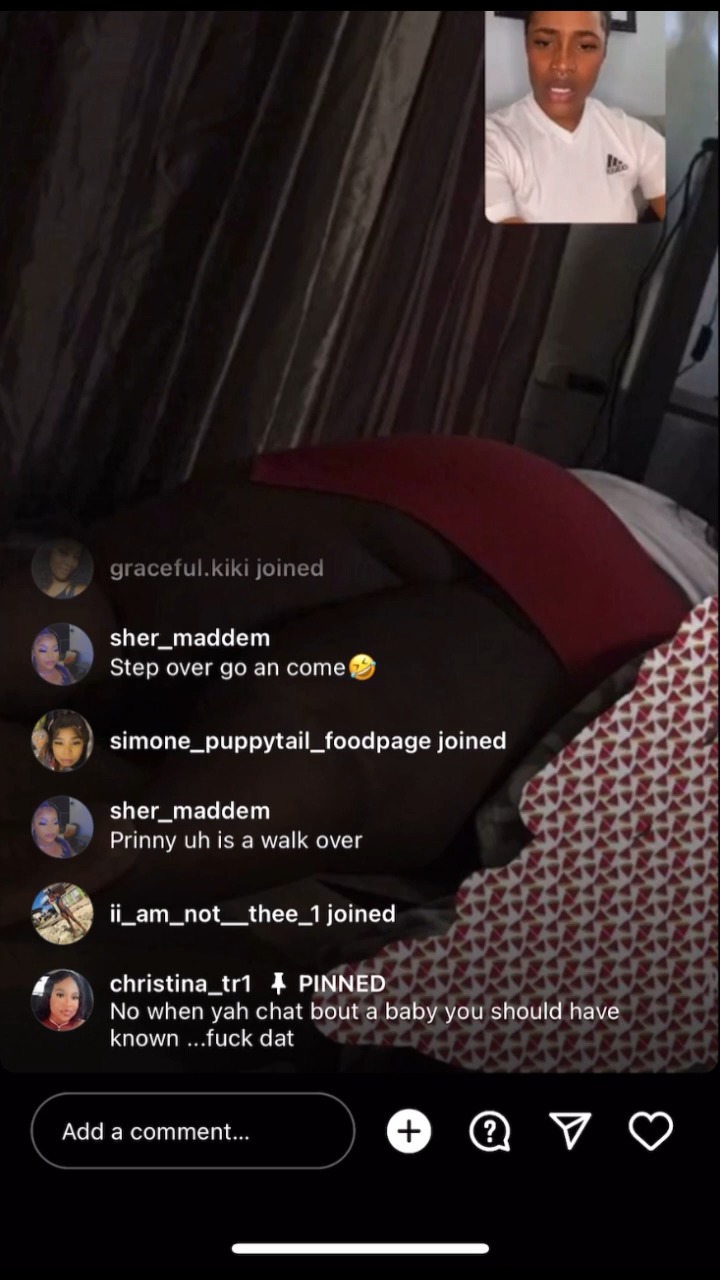 graceful.kiki joined
sher_maddem
Step over go an come🤣
simone_puppytail_foodpage joined
sher_maddem
Prinny uh is a walk over
ii_am_not__thee_1 joined
christina_tr1 PINNED
No when yah chat bout a baby you should have
known ...fuck dat
Add a comment...